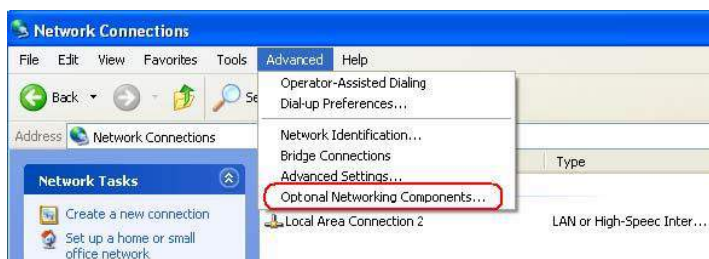 Network Connections
File Edit View Favorites Tools Advanced Help
Operator-Assisted Dialing
Dial-up Preferences...
Back Se
Address Network Connections
Network Identification...
Bridge Connections
Type
Advanced Settings...
Network Tasks
Optional Networking Components...
Create a new connection
Local Area Connection 2 LAN or High-Speec Inter...
Set up a home or small
office network